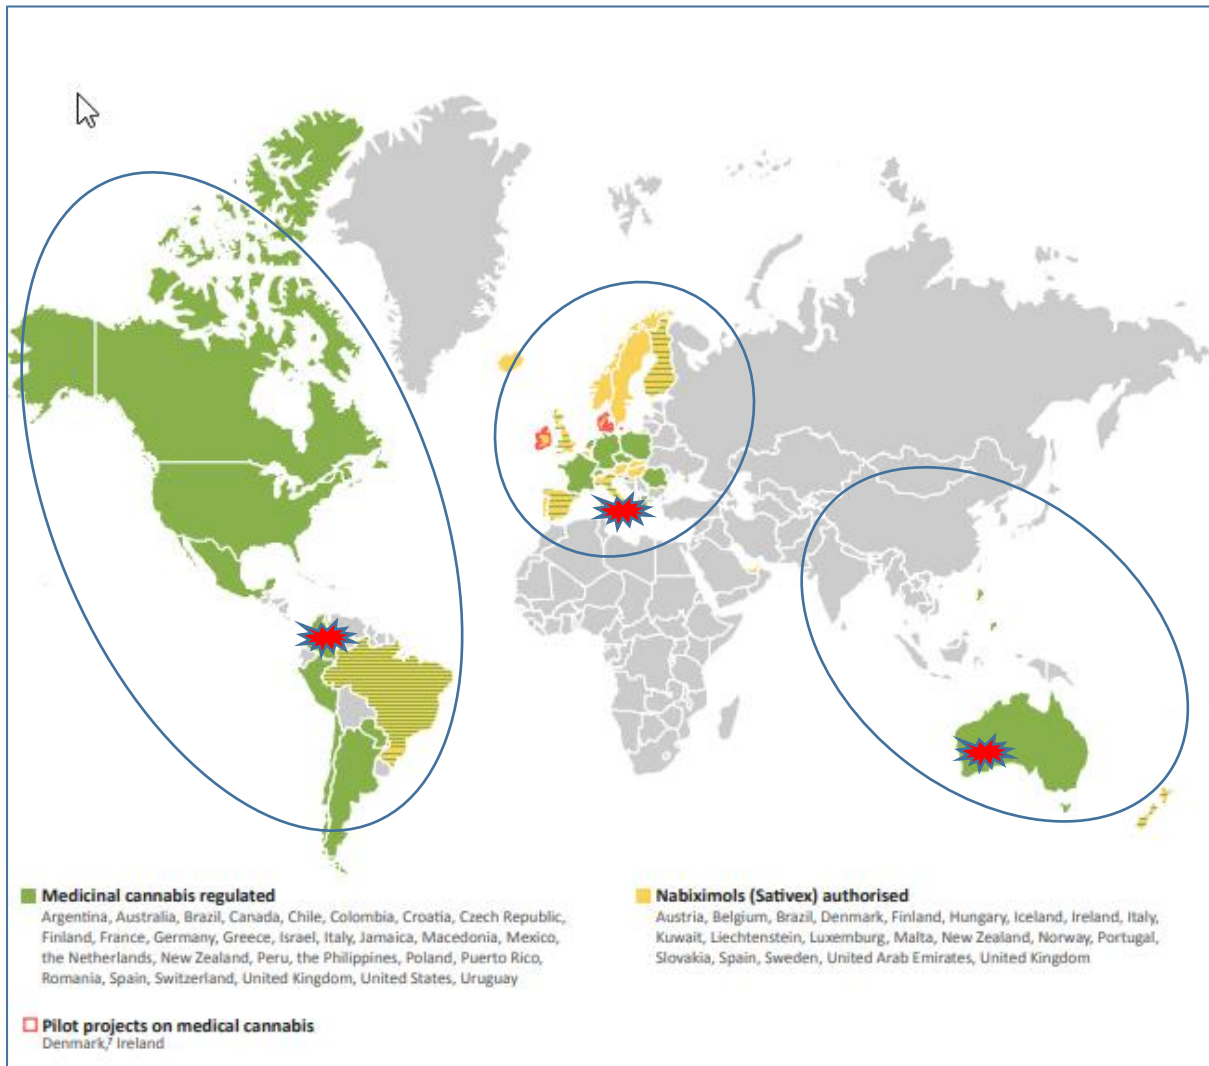 Medicinal cannabis regulated
Argentina, Australia, Brazil, Canada, Chile, Colombia, Croatia, Czech Republic,
Finland, France, Germany, Greece, Israel, Italy, Jamaica, Macedonia, Mexico,
the Netherlands, New Zealand, Peru, the Philippines, Poland, Puerto Rico,
Romania, Spain, Switzerland, United Kingdom, United States, Uruguay
Nabiximols (Sativex) authorised
Austria, Belgium, Brazil, Denmark, Finland, Hungary, Iceland, Ireland, Italy,
Kuwait, Liechtenstein, Luxemburg, Malta, New Zealand, Norway, Portugal,
Slovakia, Spain, Sweden, United Arab Emirates, United Kingdom
Pilot projects on medical cannabis
Denmark,⁷ Ireland